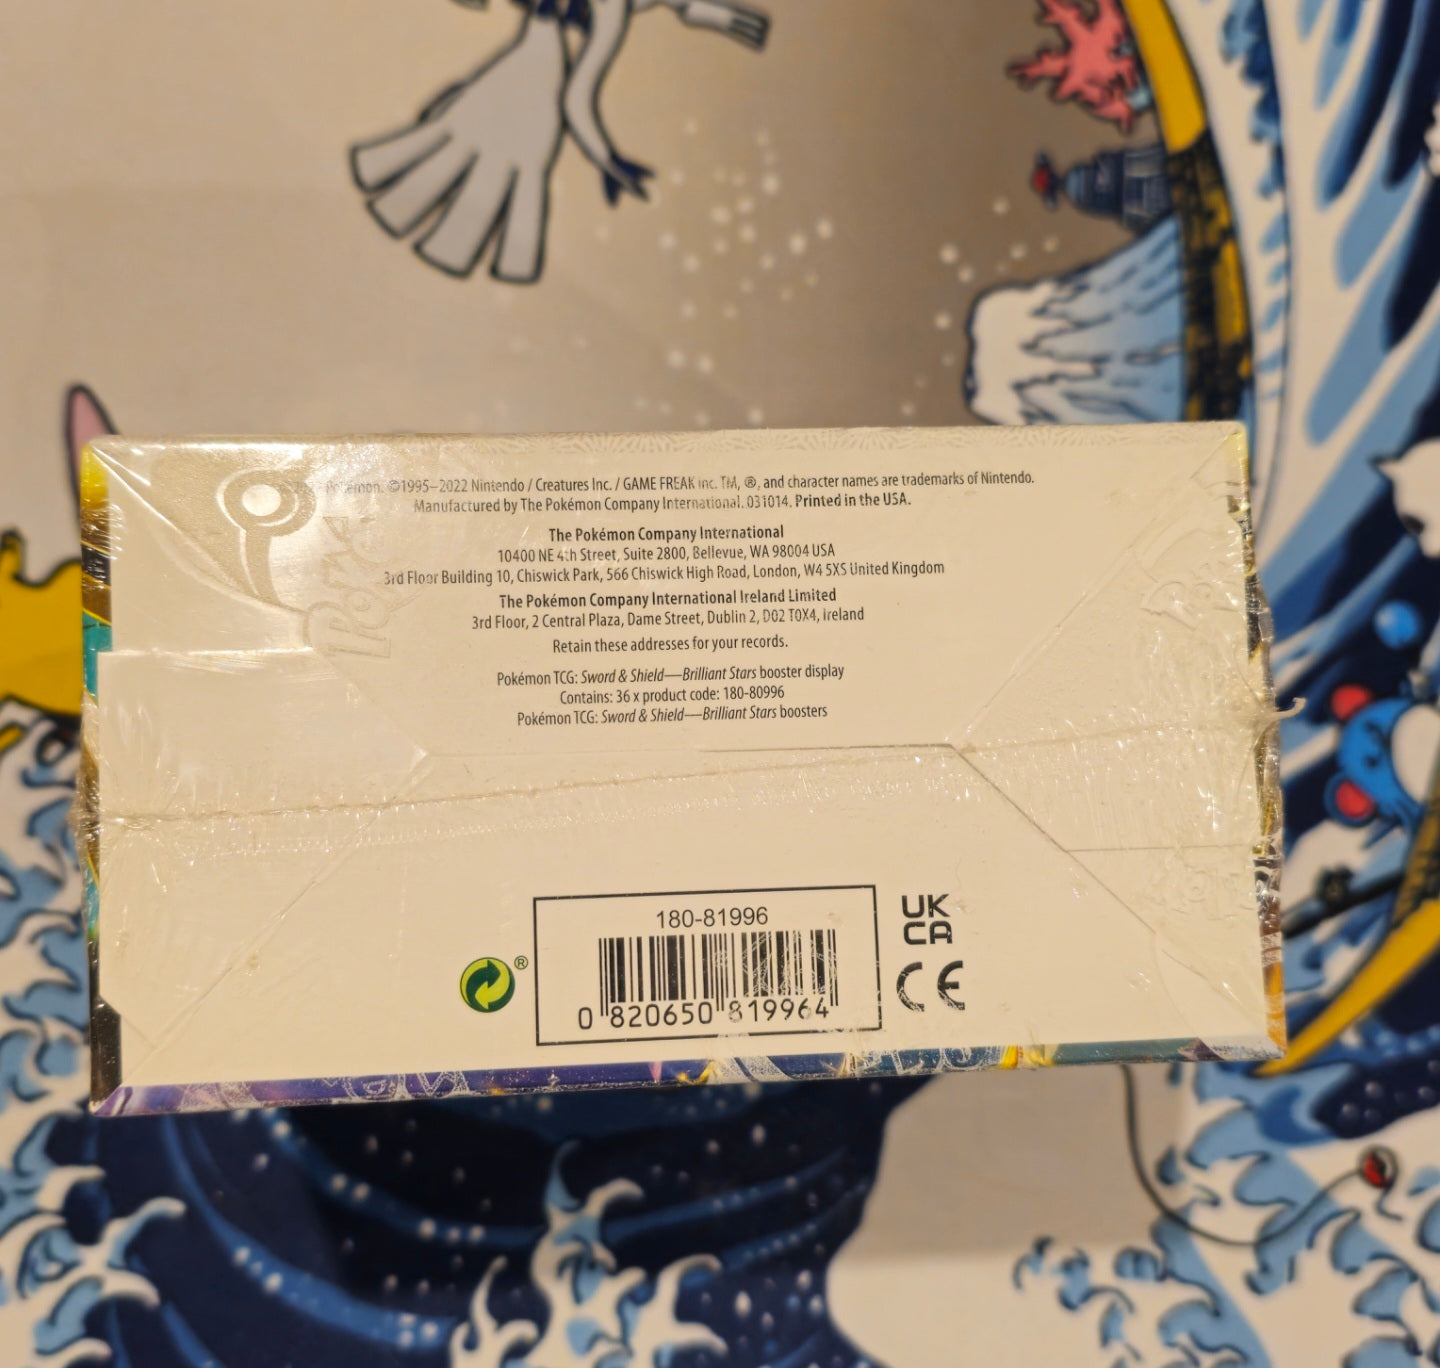 ©2022 Pokémon. ©1995–2022 Nintendo / Creatures Inc. / GAME FREAK inc. TM, ®, and character names are trademarks of Nintendo.
Manufactured by The Pokémon Company International. 031014. Printed in the USA.
The Pokémon Company International
10400 NE 4th Street, Suite 2800, Bellevue, WA 98004 USA
3rd Floor Building 10, Chiswick Park, 566 Chiswick High Road, London, W4 5XS United Kingdom
The Pokémon Company International Ireland Limited
3rd Floor, 2 Central Plaza, Dame Street, Dublin 2, D02 T0X4, Ireland
Retain these addresses for your records.
Pokémon TCG: Sword & Shield—Brilliant Stars booster display
Contains: 36 x product code: 180-80996
Pokémon TCG: Sword & Shield—Brilliant Stars boosters
180-81996
0 820650 819964
®
UK
CA
CE